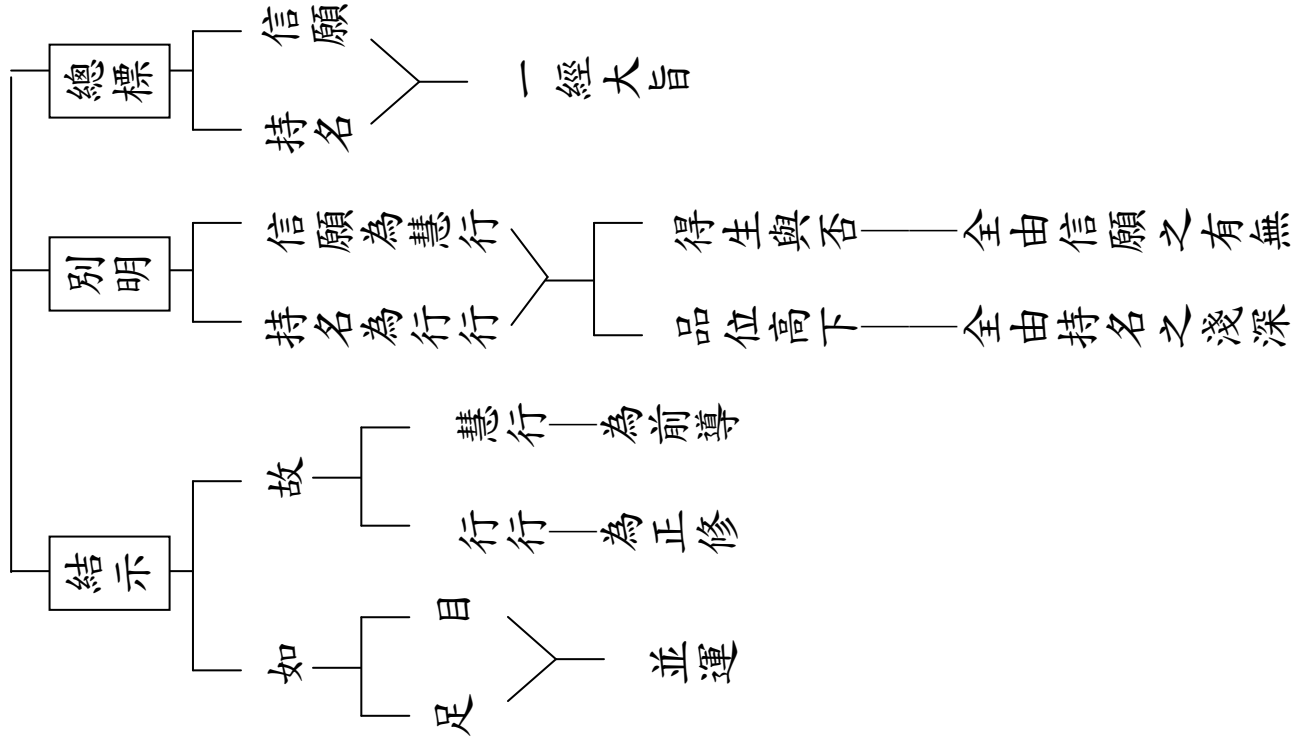 總標
信願
持名
一經大旨
別明
信願為慧行
持名為行行
得生與否——全由信願之有無
品位高下——全由持名之淺深
結示
故
慧行—為前導
行行—為正修
如
目
足
並運